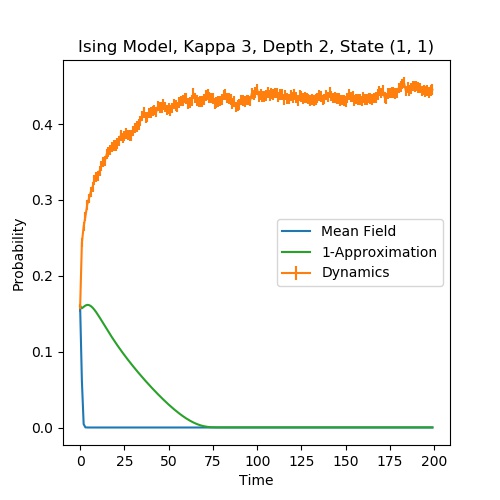 Ising Model, Kappa 3, Depth 2, State (1, 1)
0.4
0.3
0.2
0.1
0.0
Probability
Mean Field
1-Approximation
Dynamics
0 25 50 75 100 125 150 175 200
Time